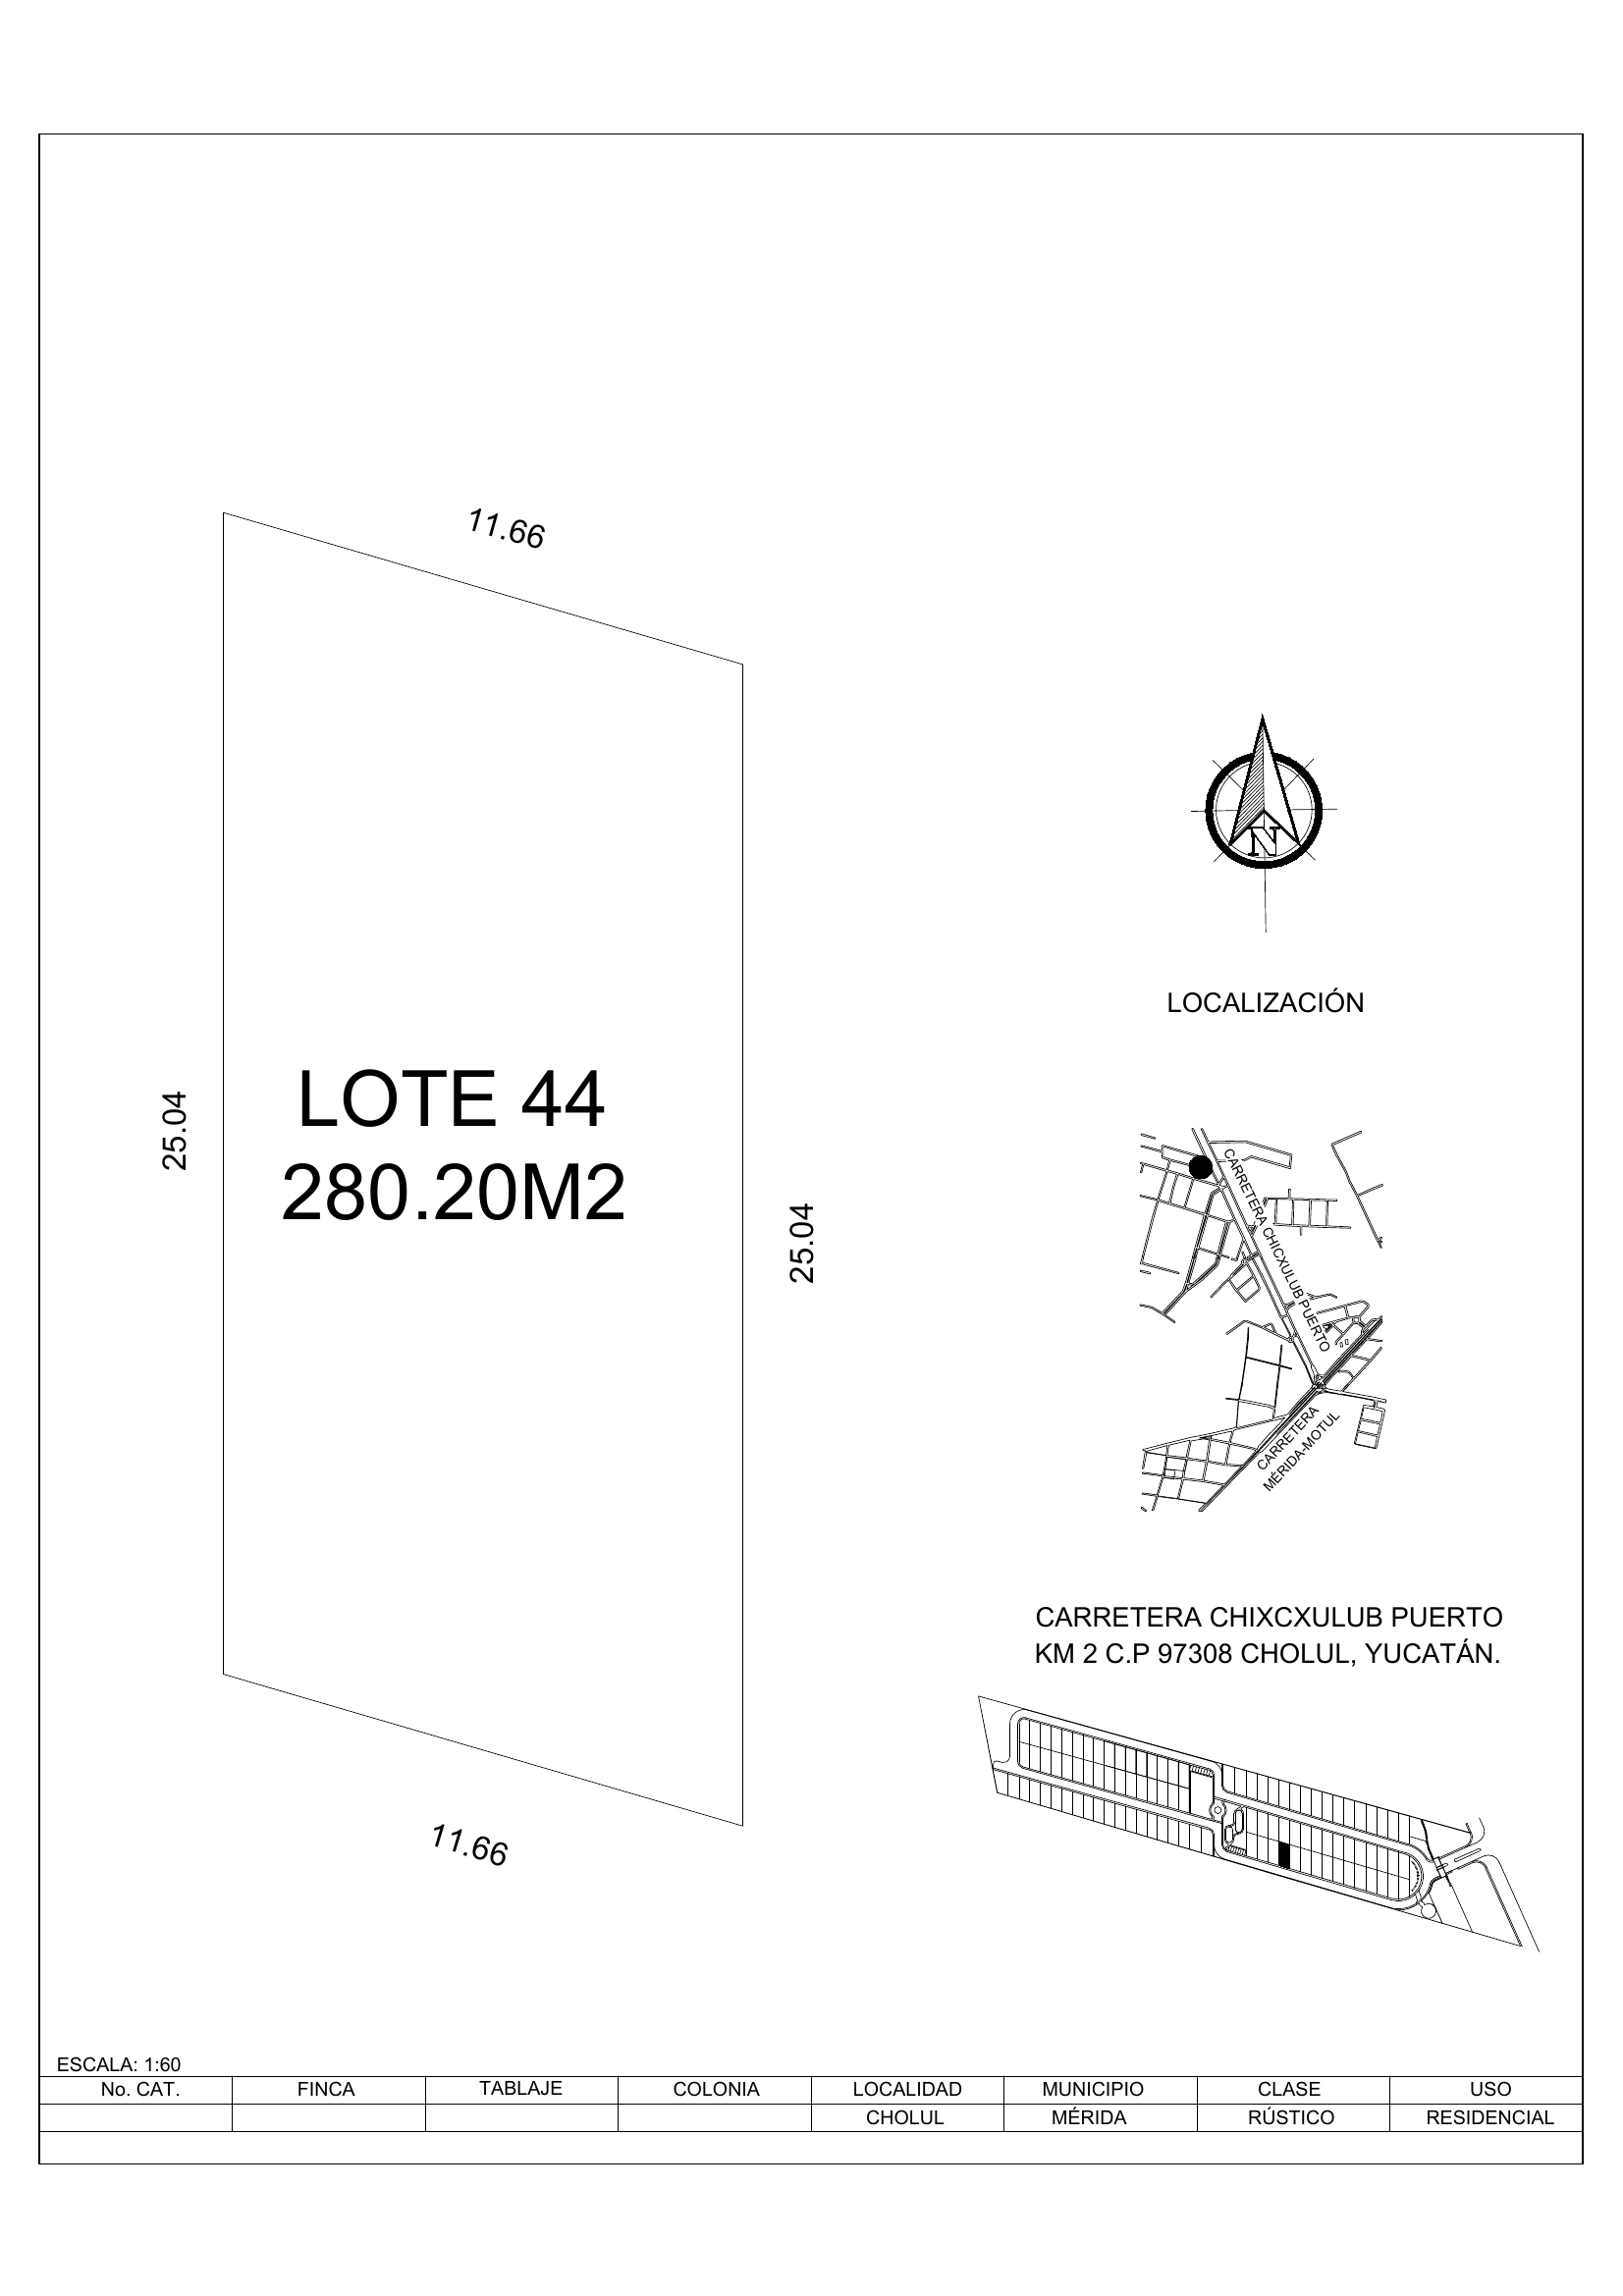 11.66
25.04
LOTE 44
280.20M2
25.04
11.66
N
LOCALIZACIÓN
CARRETERA CHICXULUB PUERTO
CARRETERA
MÉRIDA-MOTUL
CARRETERA CHIXCXULUB PUERTO
KM 2 C.P 97308 CHOLUL, YUCATÁN.
ESCALA: 1:60
No. CAT. FINCA TABLAJE COLONIA LOCALIDAD MUNICIPIO CLASE USO
CHOLUL MÉRIDA RÚSTICO RESIDENCIAL